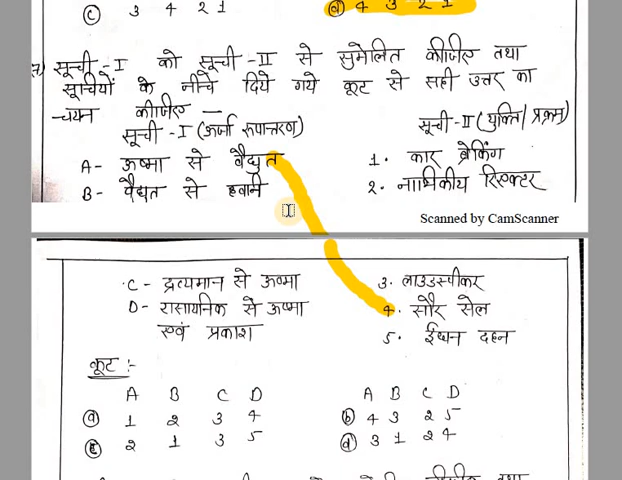 (c) 3 4 2 1 (d) 4 3 2 1
सूची -I को सूची -II से सुमेलित कीजिए तथा
सूचियों के नीचे दिये गये कूट से सही उत्तर का
-चयन कीजिए —
सूची -I (ऊर्जा रूपान्तरण) सूची -II (युक्ति / प्रक्रम)
A- ऊष्मा से वैद्युत 1. कार ब्रेकिंग
B- वैद्युत से ध्वनि 2. नाभिकीय रिएक्टर
Scanned by CamScanner
C- द्रव्यमान से ऊष्मा 3. लाउडस्पीकर
D- रासायनिक से ऊष्मा 4. सौर सेल
एवं प्रकाश 5. ईंधन दहन
कूट :-
A B C D A B C D
(a) 1 2 3 4 (b) 4 3 2 5
(c) 2 1 3 5 (d) 3 1 2 4